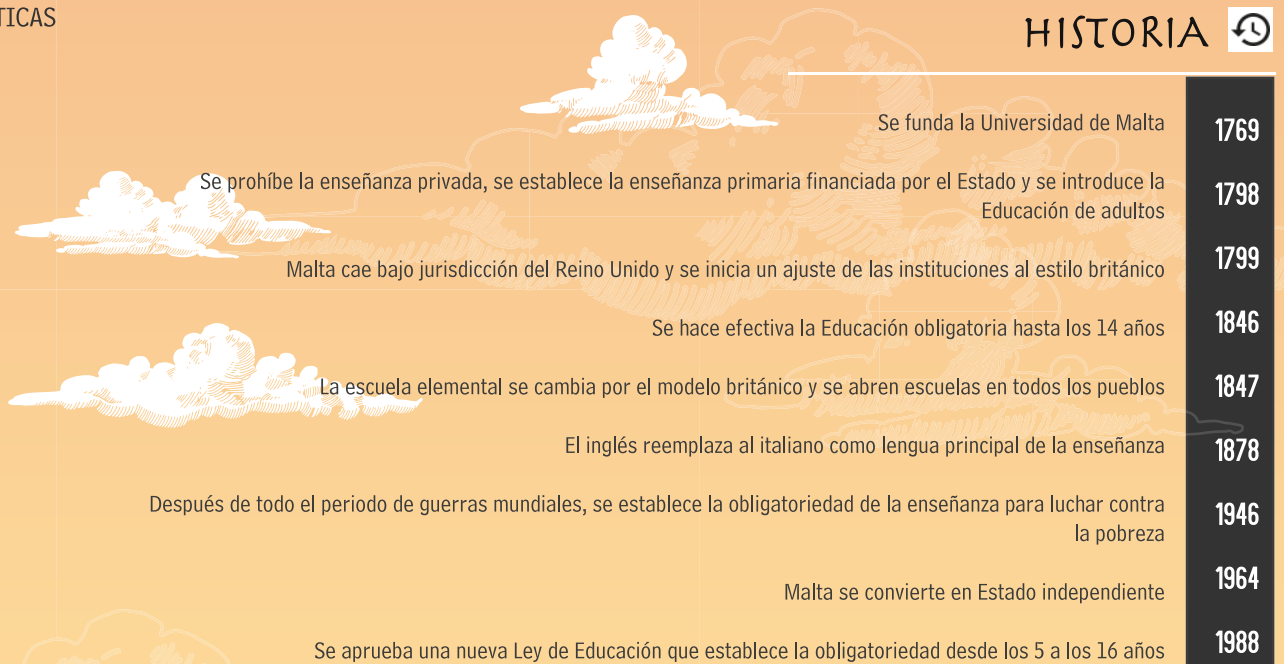 TICAS
HISTORIA
Se funda la Universidad de Malta
1769
Se prohíbe la enseñanza privada, se establece la enseñanza primaria financiada por el Estado y se introduce la
Educación de adultos
1798
Malta cae bajo jurisdicción del Reino Unido y se inicia un ajuste de las instituciones al estilo británico
1799
Se hace efectiva la Educación obligatoria hasta los 14 años
1846
La escuela elemental se cambia por el modelo británico y se abren escuelas en todos los pueblos
1847
El inglés reemplaza al italiano como lengua principal de la enseñanza
1878
Después de todo el periodo de guerras mundiales, se establece la obligatoriedad de la enseñanza para luchar contra
la pobreza
1946
Malta se convierte en Estado independiente
1964
Se aprueba una nueva Ley de Educación que establece la obligatoriedad desde los 5 a los 16 años
1988